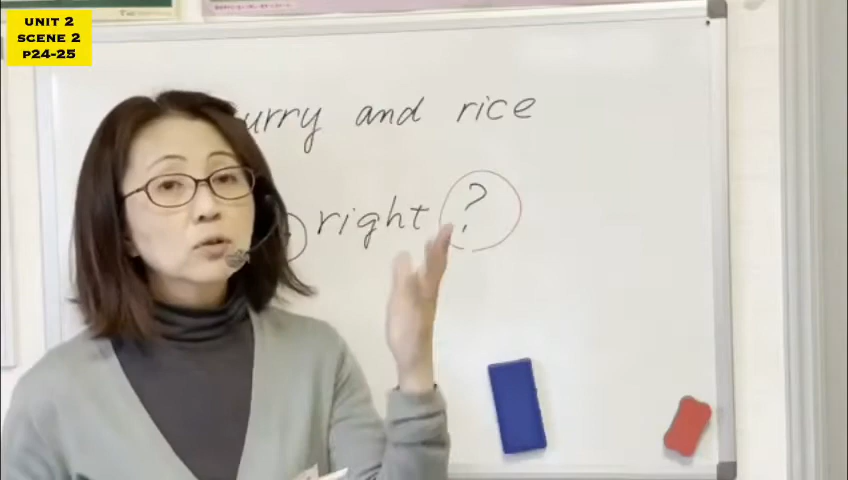 UNIT 2
SCENE 2
P24-25
urry and rice
right ?